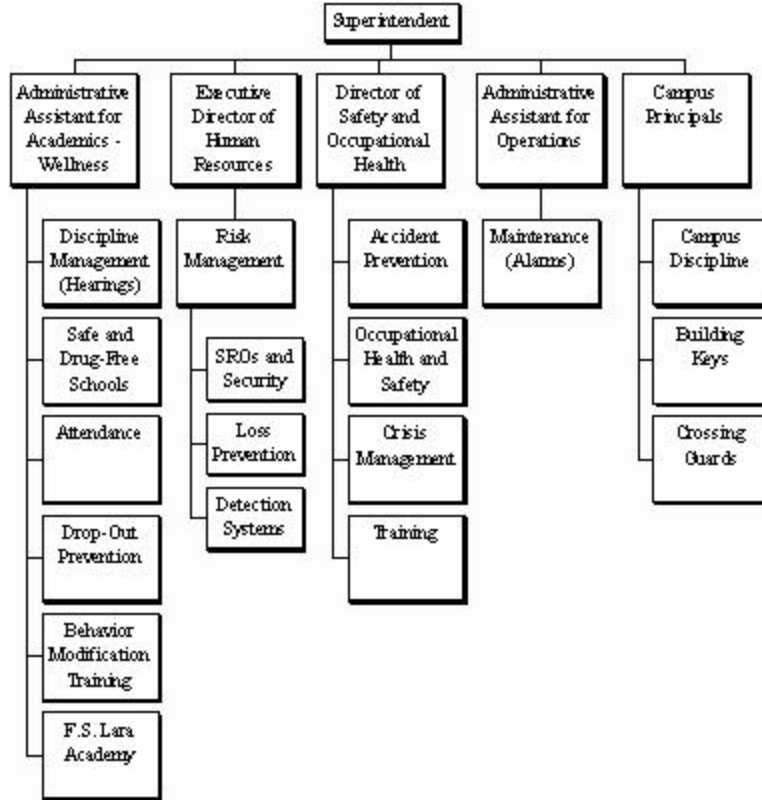 Superintendent
Administrative
Assistant for
Academics -
Wellness
Executive
Director of
Human
Resources
Director of
Safety and
Occupational
Health
Administrative
Assistant for
Operations
Campus
Principals
Discipline
Management
(Hearings)
Safe and
Drug-Free
Schools
Attendance
Drop-Out
Prevention
Behavior
Modification
Training
F.S. Lara
Academy
Risk
Management
SROs and
Security
Loss
Prevention
Detection
Systems
Accident
Prevention
Occupational
Health and
Safety
Crisis
Management
Training
Maintenance
(Alarms)
Campus
Discipline
Building
Keys
Crossing
Guards